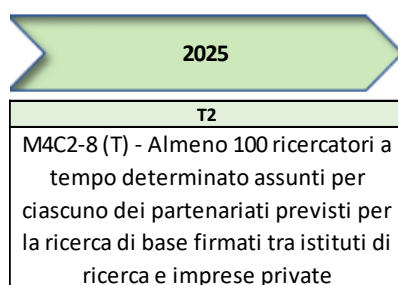 2025
T2
M4C2-8 (T) - Almeno 100 ricercatori a
tempo determinato assunti per
ciascuno dei partenariati previsti per
la ricerca di base firmati tra istituti di
ricerca e imprese private